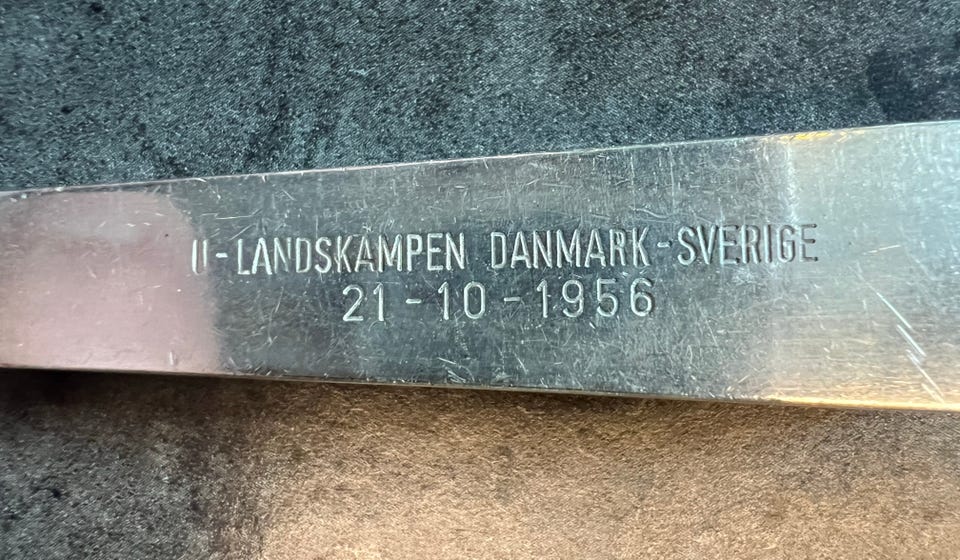 U-LANDSKAMPEN DANMARK-SVERIGE
21-10-1956